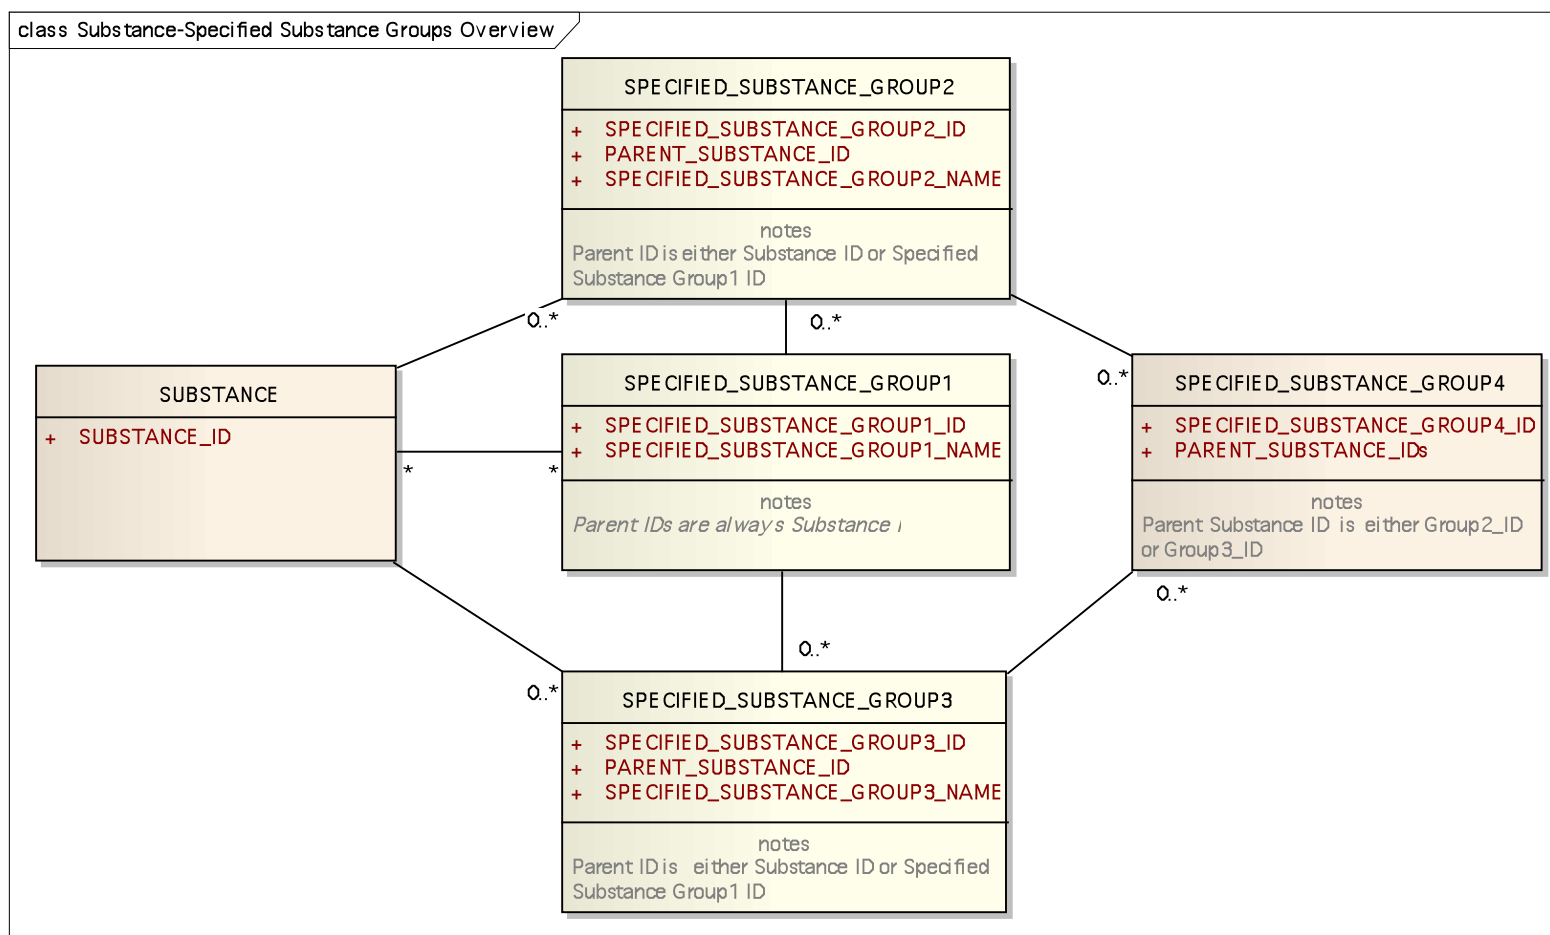 class Substance-Specified Substance Groups Overview
SPECIFIED_SUBSTANCE_GROUP2
+ SPECIFIED_SUBSTANCE_GROUP2_ID
+ PARENT_SUBSTANCE_ID
+ SPECIFIED_SUBSTANCE_GROUP2_NAME
notes
Parent ID is either Substance ID or Specified
Substance Group1 ID
0..*
0..*
0..*
SUBSTANCE
+ SUBSTANCE_ID
*
*
SPECIFIED_SUBSTANCE_GROUP1
+ SPECIFIED_SUBSTANCE_GROUP1_ID
+ SPECIFIED_SUBSTANCE_GROUP1_NAME
notes
Parent IDs are always Substance I
SPECIFIED_SUBSTANCE_GROUP4
+ SPECIFIED_SUBSTANCE_GROUP4_ID
+ PARENT_SUBSTANCE_IDs
notes
Parent Substance ID is either Group2_ID
or Group3_ID
0..*
0..*
0..*
SPECIFIED_SUBSTANCE_GROUP3
+ SPECIFIED_SUBSTANCE_GROUP3_ID
+ PARENT_SUBSTANCE_ID
+ SPECIFIED_SUBSTANCE_GROUP3_NAME
notes
Parent ID is either Substance ID or Specified
Substance Group1 ID